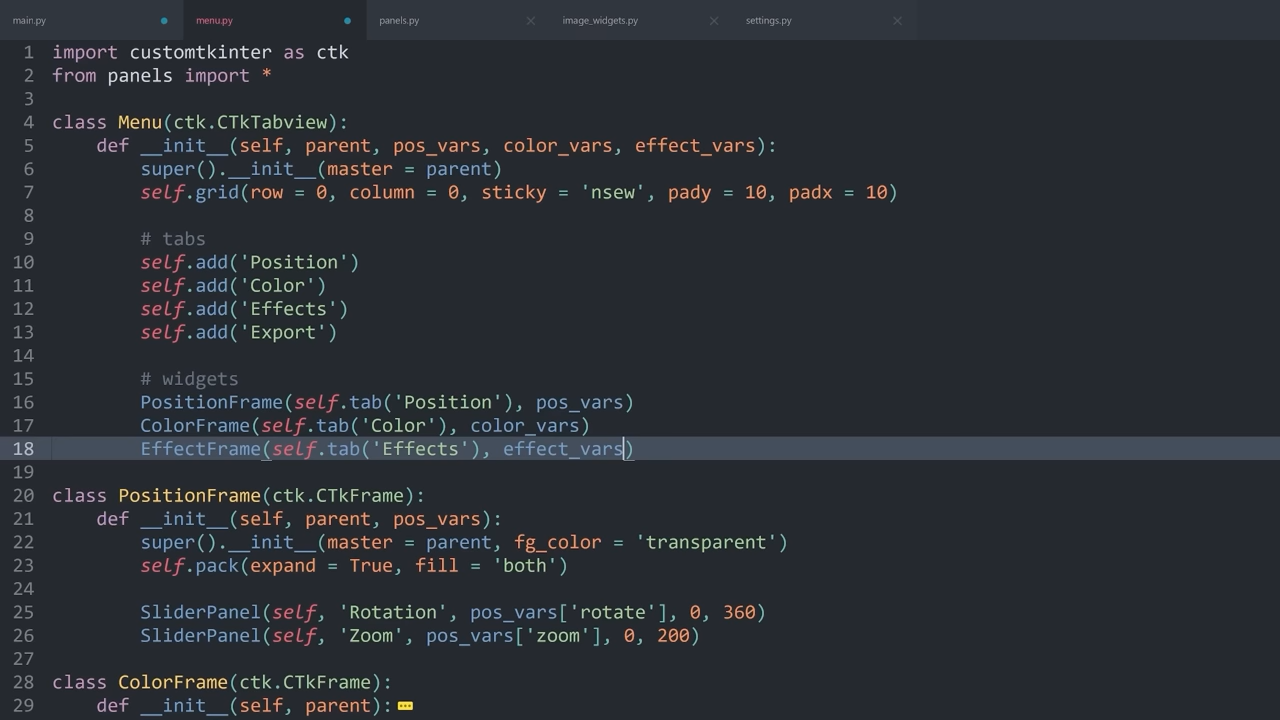 main.py menu.py panels.py image_widgets.py settings.py
1 import customtkinter as ctk
2 from panels import *
3
4 class Menu(ctk.CTkTabview):
5     def __init__(self, parent, pos_vars, color_vars, effect_vars):
6         super().__init__(master = parent)
7         self.grid(row = 0, column = 0, sticky = 'nsew', pady = 10, padx = 10)
8
9         # tabs
10         self.add('Position')
11         self.add('Color')
12         self.add('Effects')
13         self.add('Export')
14
15         # widgets
16         PositionFrame(self.tab('Position'), pos_vars)
17         ColorFrame(self.tab('Color'), color_vars)
18         EffectFrame(self.tab('Effects'), effect_vars)
19
20 class PositionFrame(ctk.CTkFrame):
21     def __init__(self, parent, pos_vars):
22         super().__init__(master = parent, fg_color = 'transparent')
23         self.pack(expand = True, fill = 'both')
24
25         SliderPanel(self, 'Rotation', pos_vars['rotate'], 0, 360)
26         SliderPanel(self, 'Zoom', pos_vars['zoom'], 0, 200)
27
28 class ColorFrame(ctk.CTkFrame):
29     def __init__(self, parent):